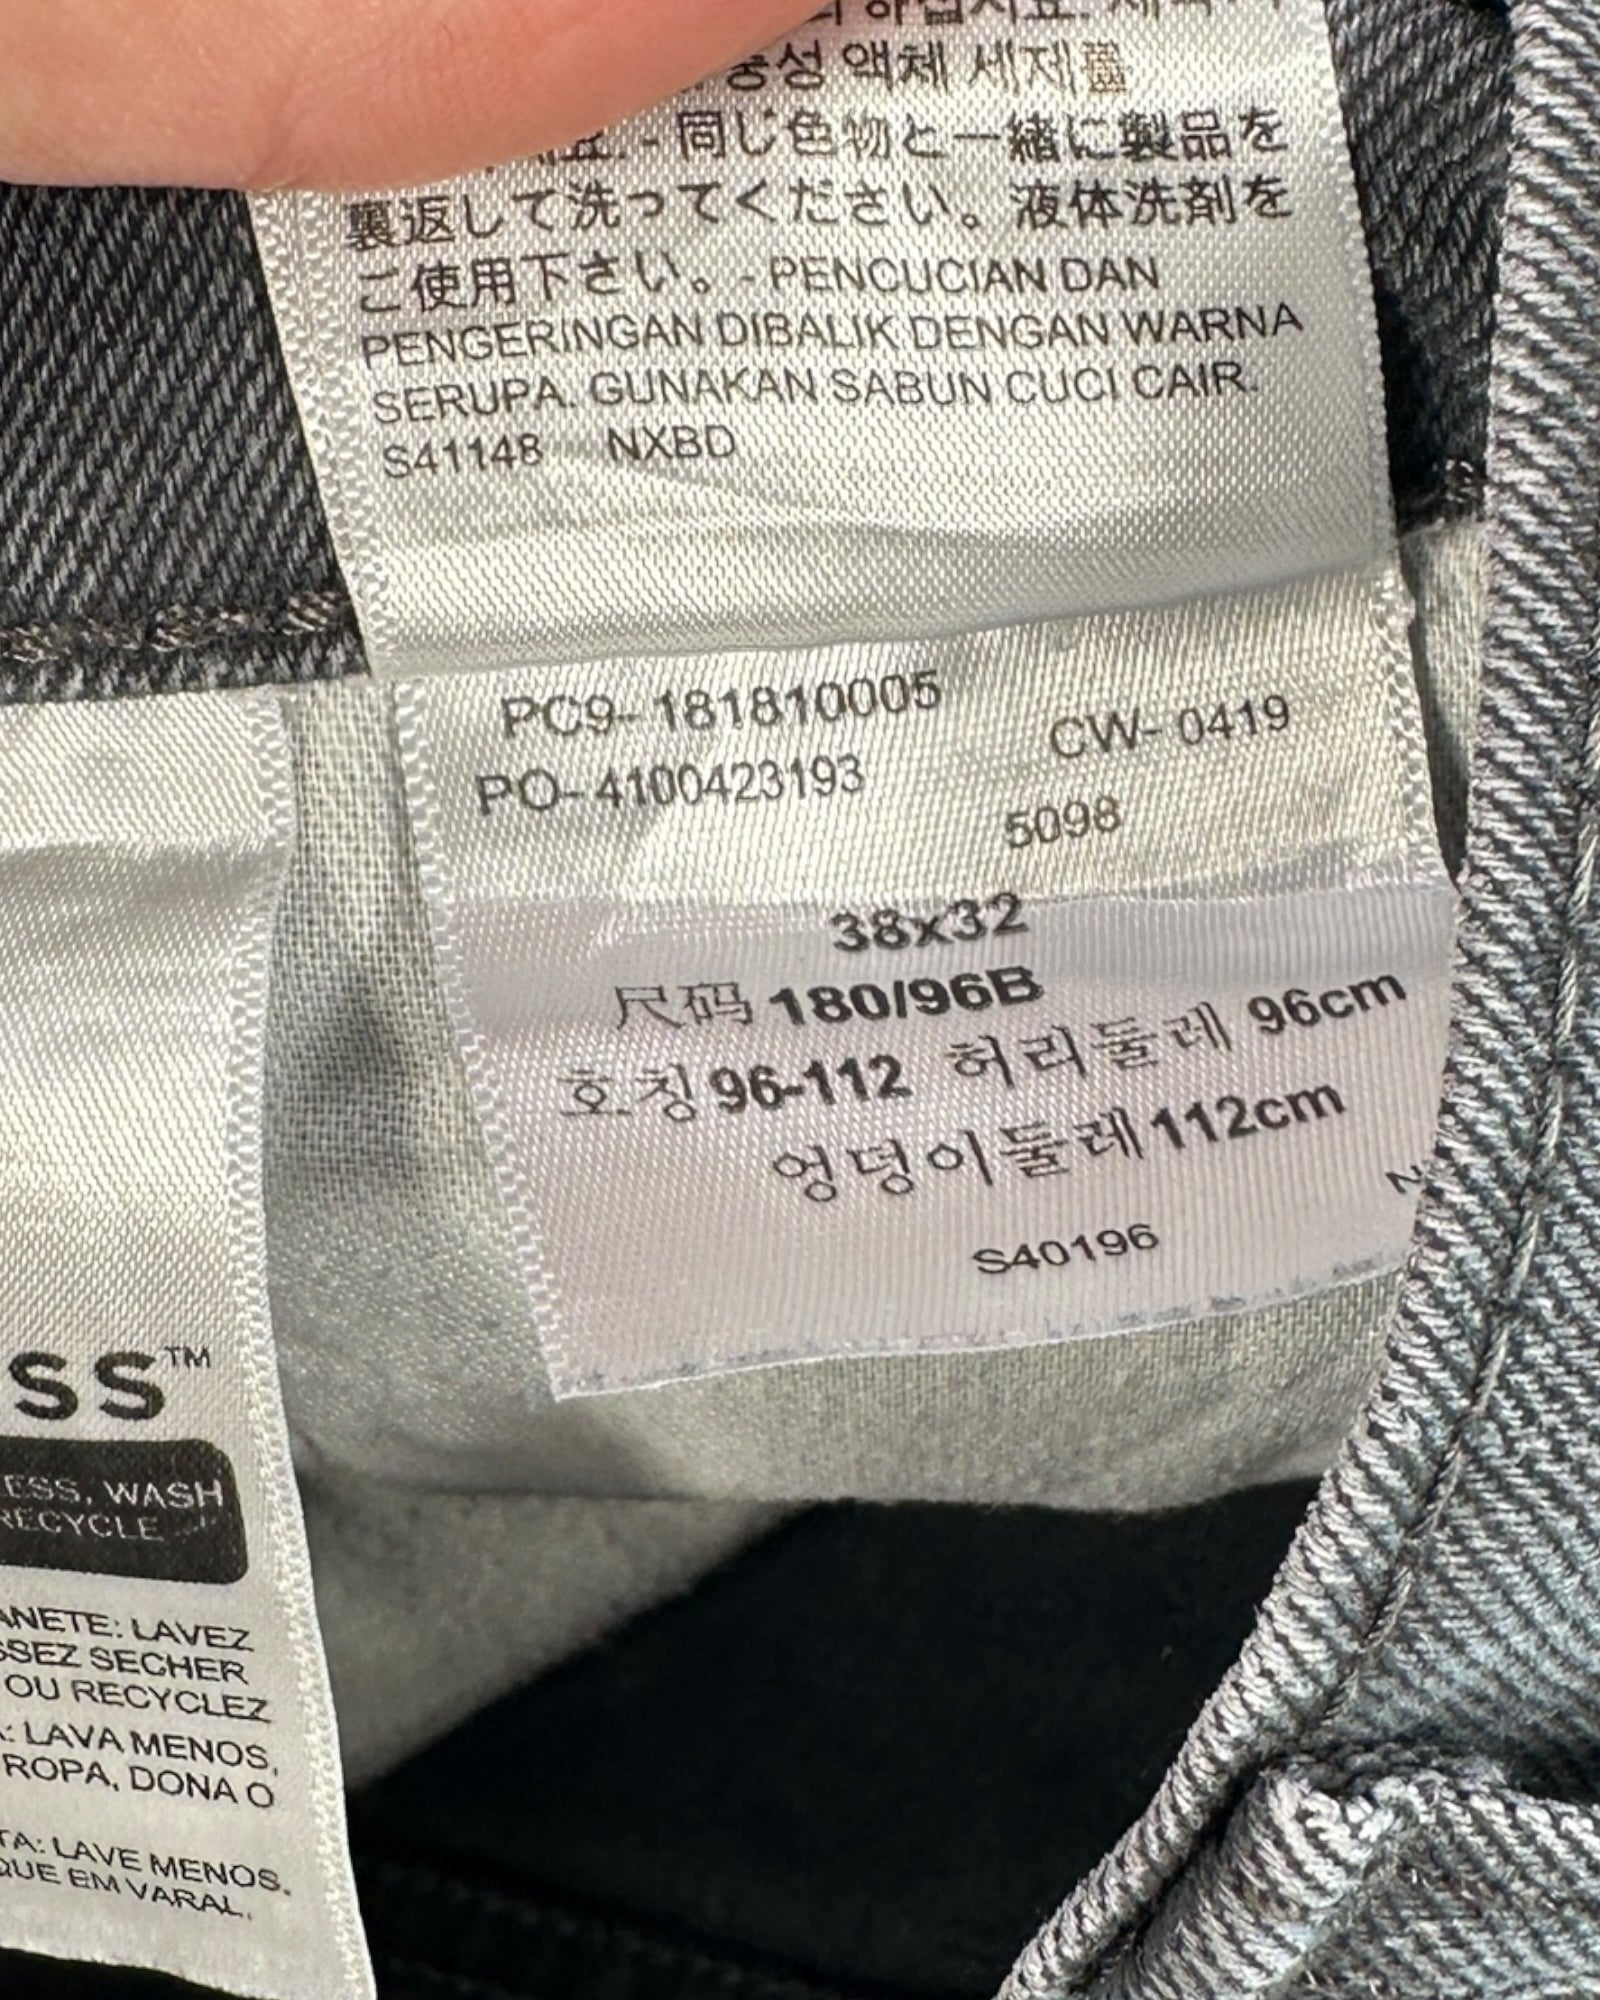 충성 액체 세제를
- 同じ色物と一緒に製品を
裏返して洗ってください。液体洗剤を
ご使用下さい。- PENCUCIAN DAN
PENGERINGAN DIBALIK DENGAN WARNA
SERUPA. GUNAKAN SABUN CUCI CAIR.
S41148 NXBD
PC9- 181810005
CW- 0419
PO- 4100423193
5098
38x32
尺码 180/96B
호칭 96-112 허리둘레 96cm
엉덩이둘레 112cm
S40196
SS™
ESS, WASH
RECYCLE
ANETE: LAVEZ
SSEZ SECHER
OU RECYCLEZ
A: LAVA MENOS,
ROPA, DONA O
TA: LAVE MENOS.
QUE EM VARAL.